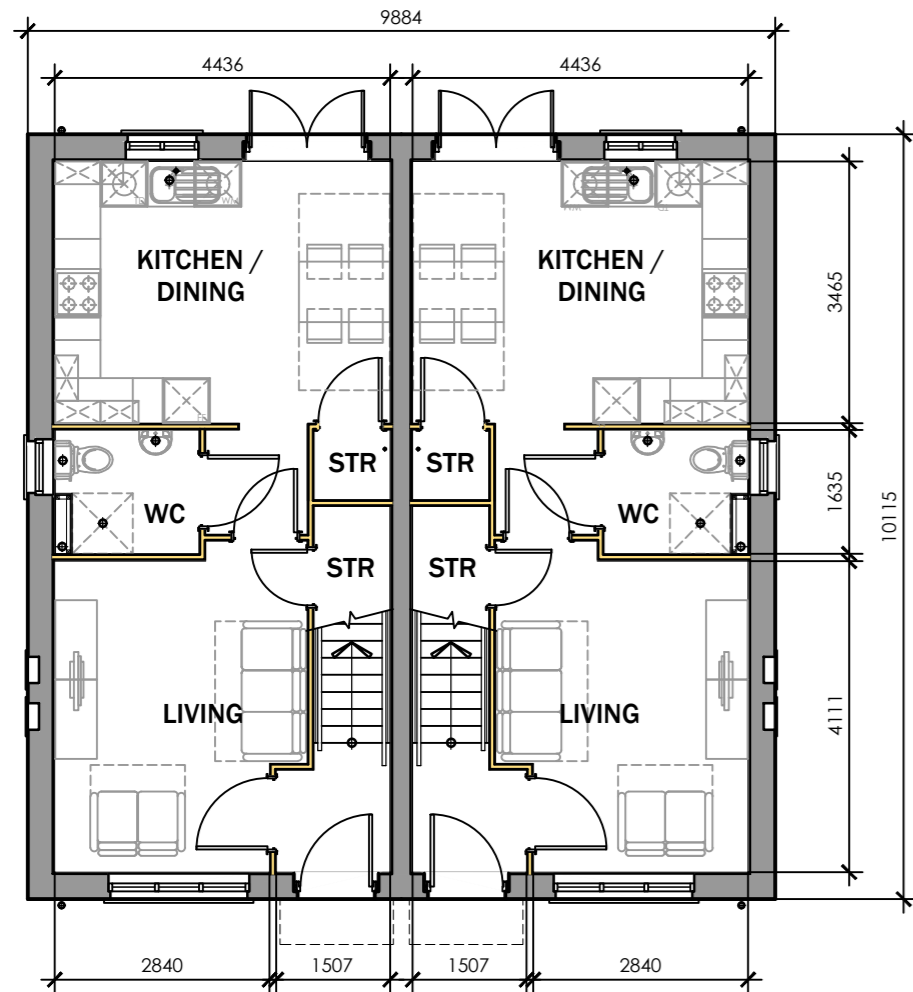 9884
4436
4436
KITCHEN /
DINING
KITCHEN /
DINING
3465
STR
STR
WC
WC
1635
10115
STR
STR
LIVING
LIVING
4111
2840
1507
1507
2840